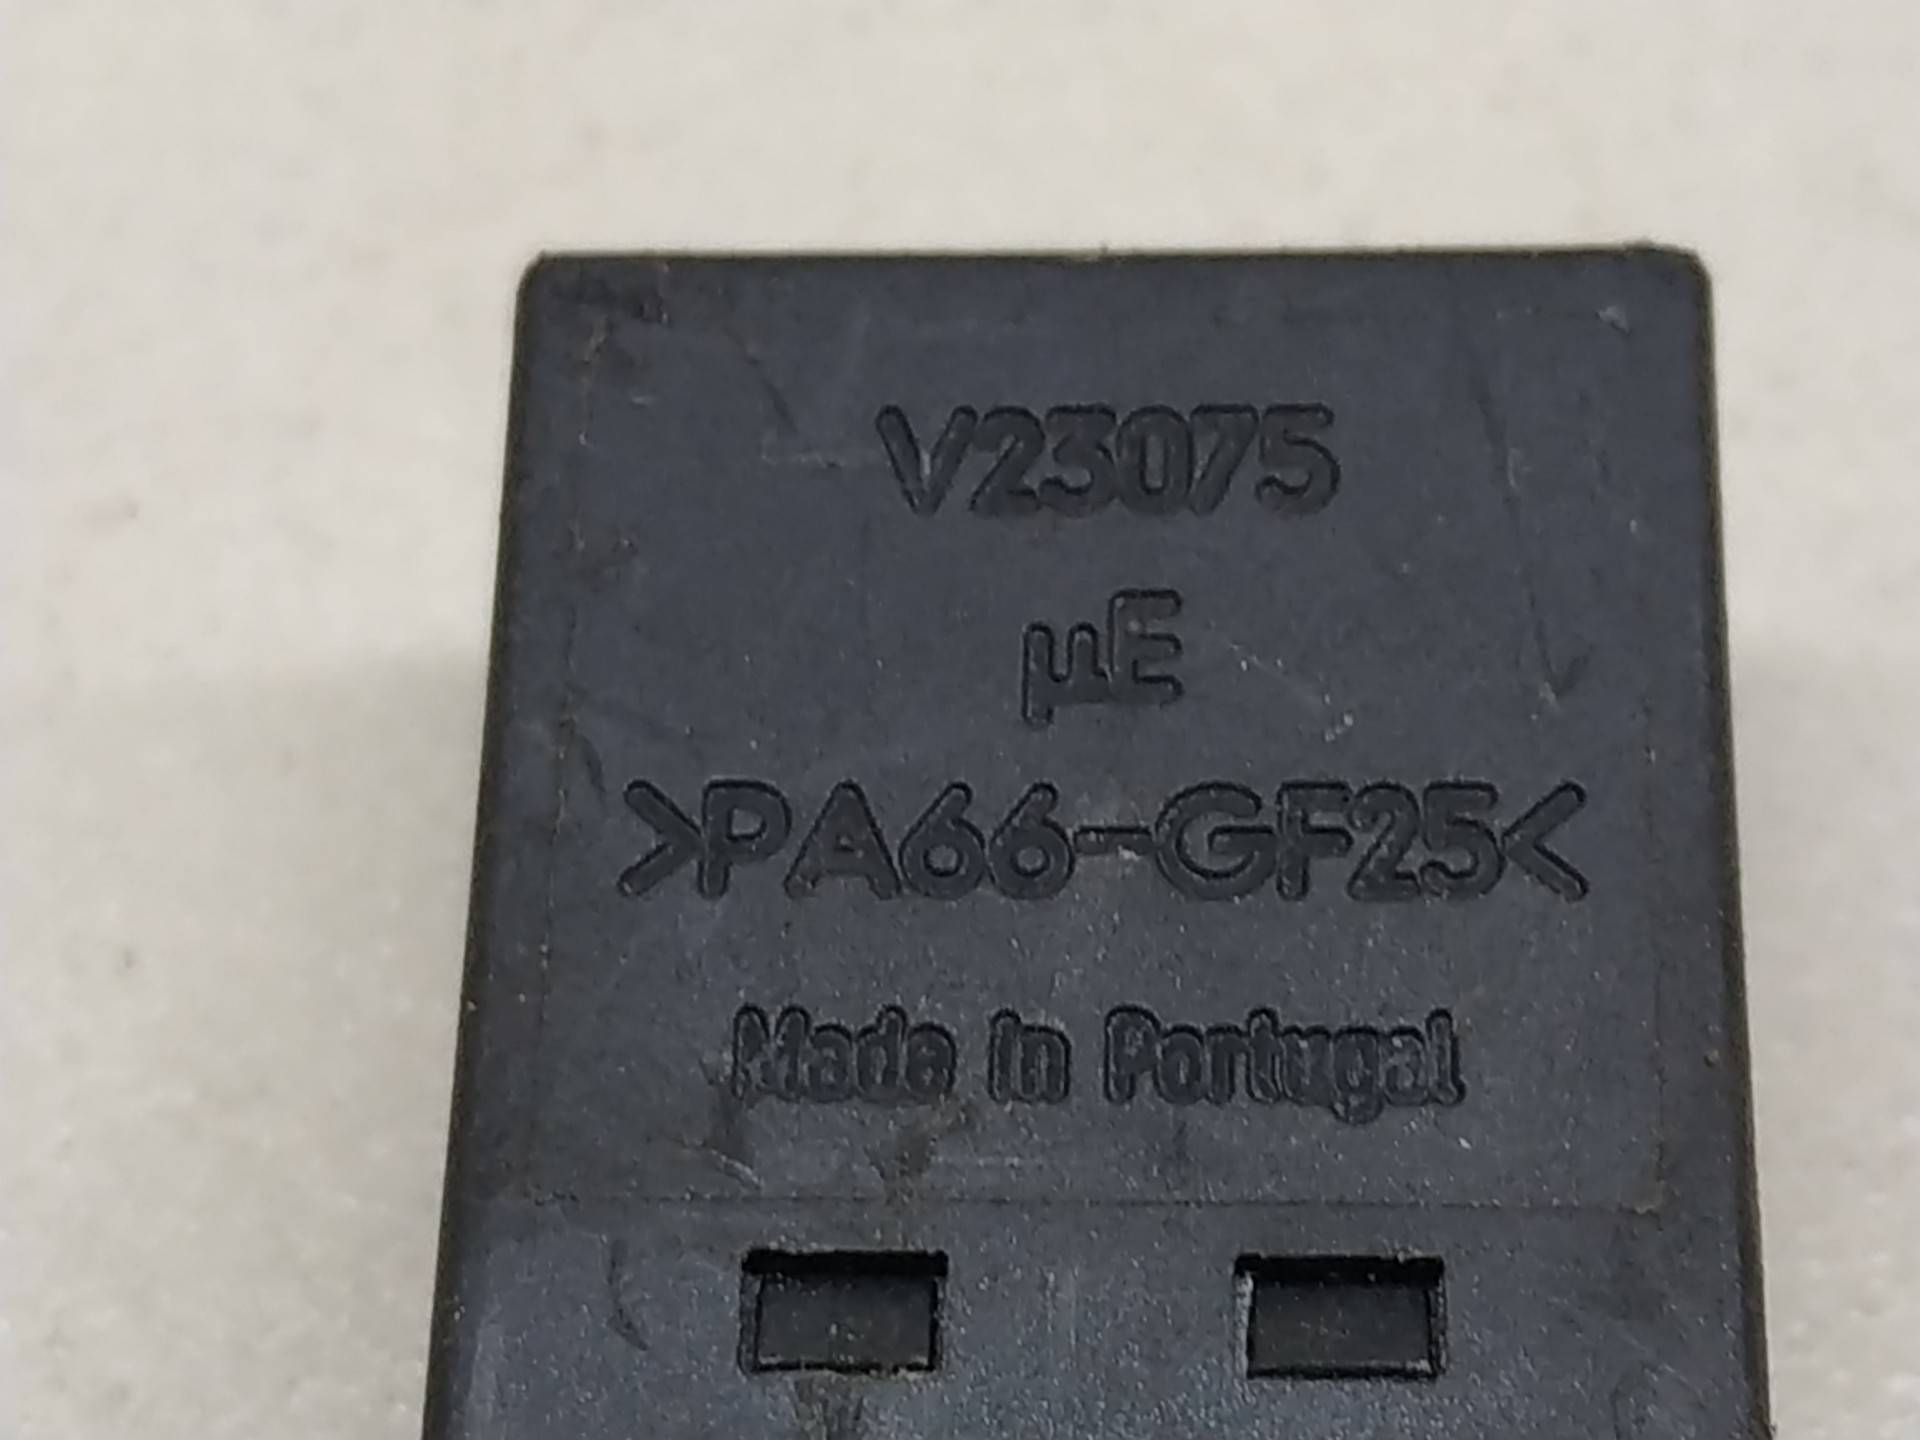 V23075
µE
>PA66-GF25<
Made in Portugal